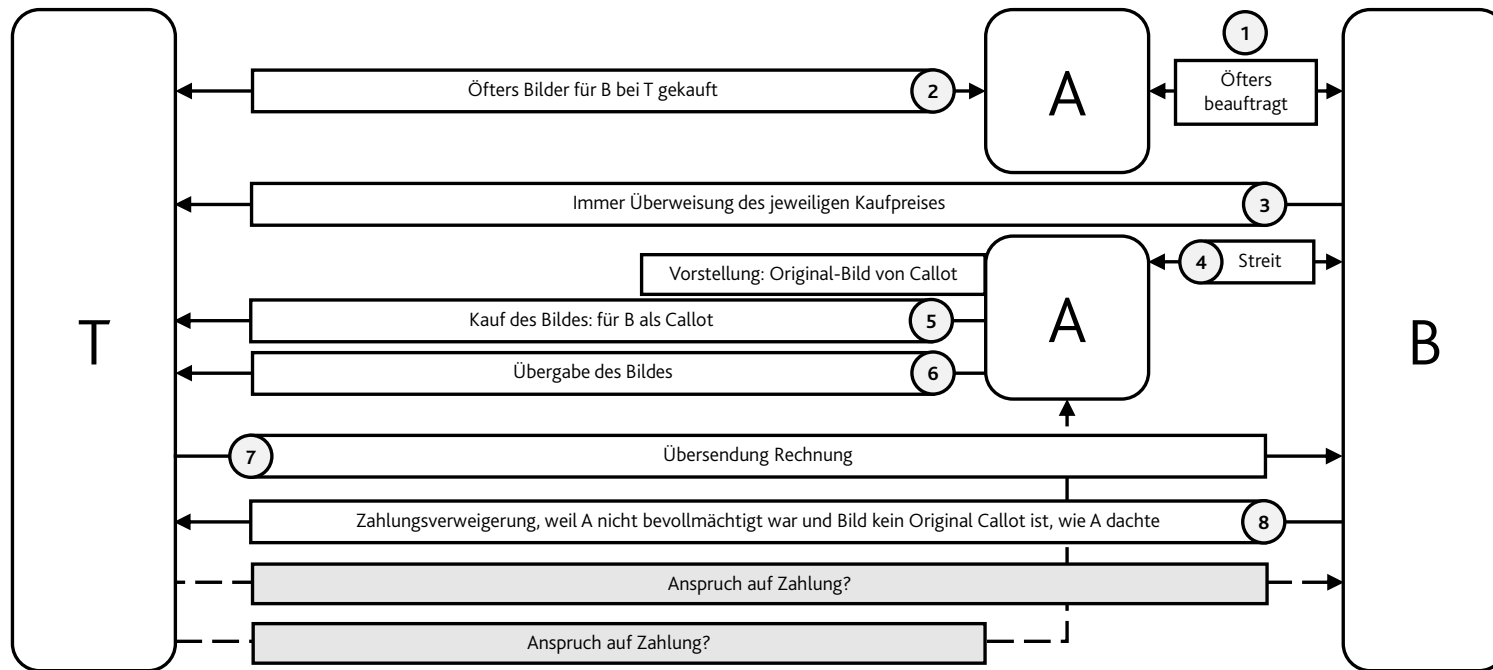 1
Öfters Bilder für B bei T gekauft
2
A
Öfters
beauftragt
Immer Überweisung des jeweiligen Kaufpreises
3
Vorstellung: Original-Bild von Callot
4
Streit
T
Kauf des Bildes: für B als Callot
5
A
B
Übergabe des Bildes
6
7
Übersendung Rechnung
Zahlungsverweigerung, weil A nicht bevollmächtigt war und Bild kein Original Callot ist, wie A dachte
8
Anspruch auf Zahlung?
Anspruch auf Zahlung?